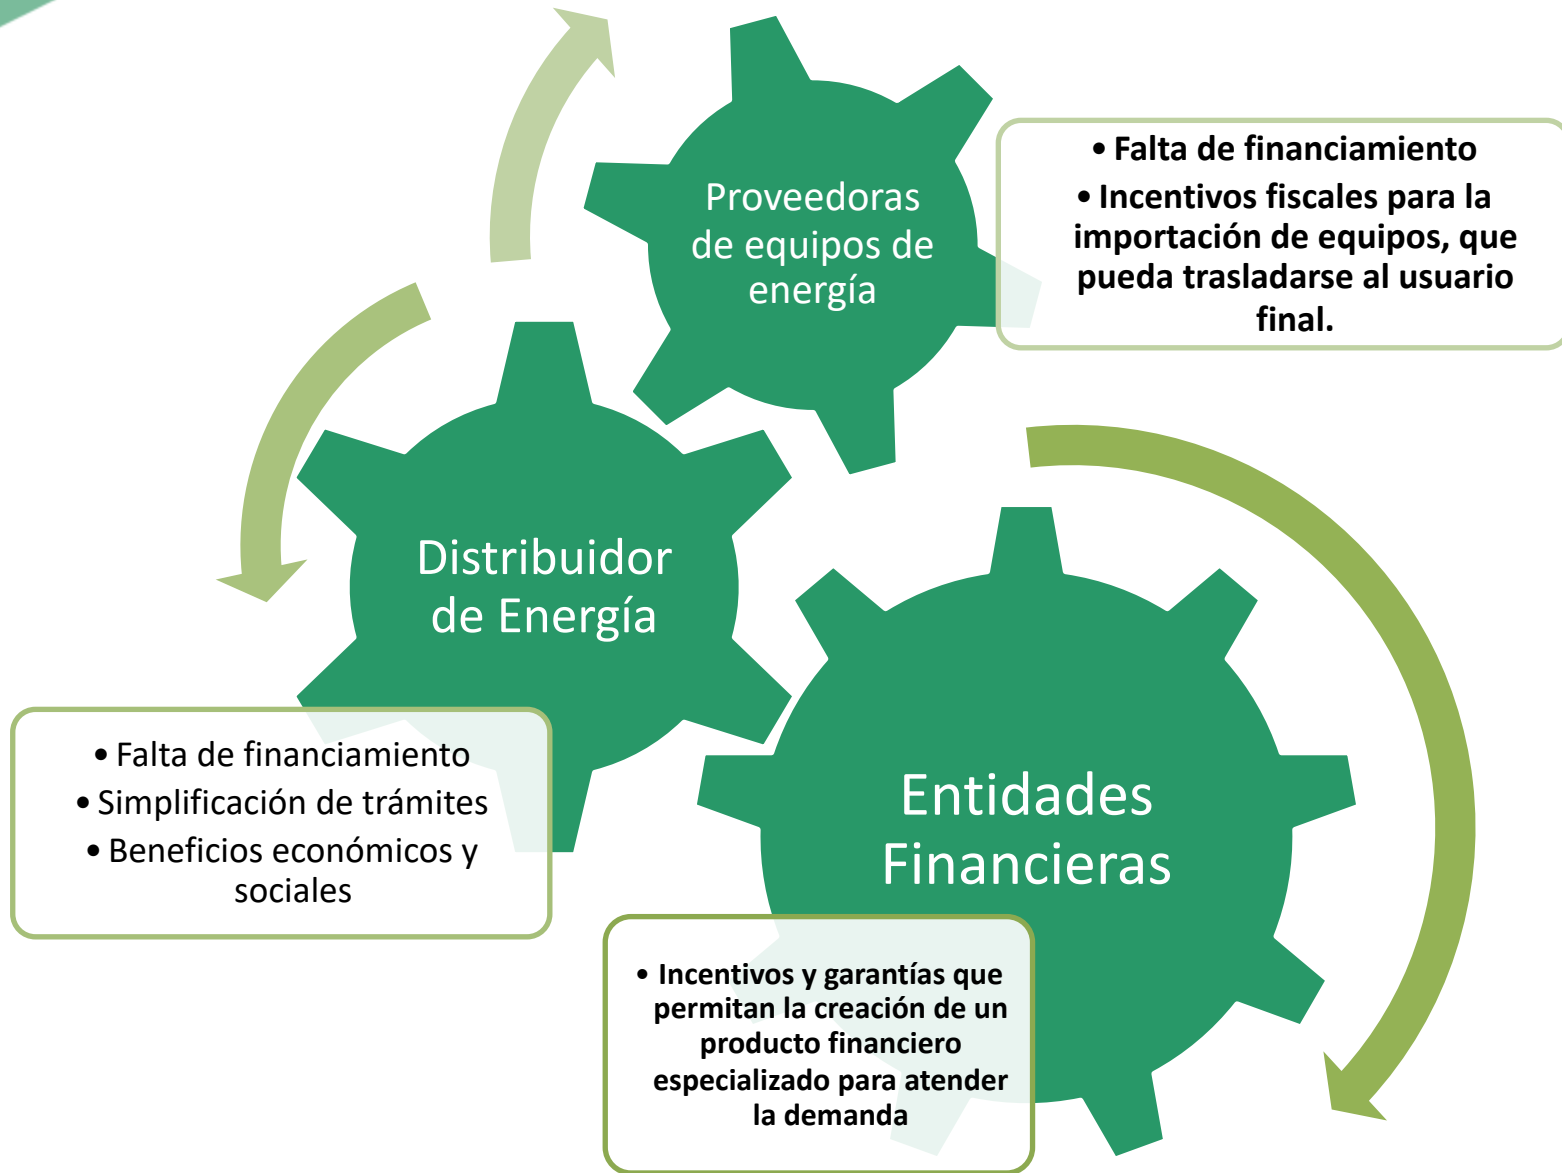 Proveedoras
de equipos de
energía
• Falta de financiamiento
• Incentivos fiscales para la
importación de equipos, que
pueda trasladarse al usuario
final.
Distribuidor
de Energía
• Falta de financiamiento
• Simplificación de trámites
• Beneficios económicos y
sociales
Entidades
Financieras
• Incentivos y garantías que
permitan la creación de un
producto financiero
especializado para atender
la demanda